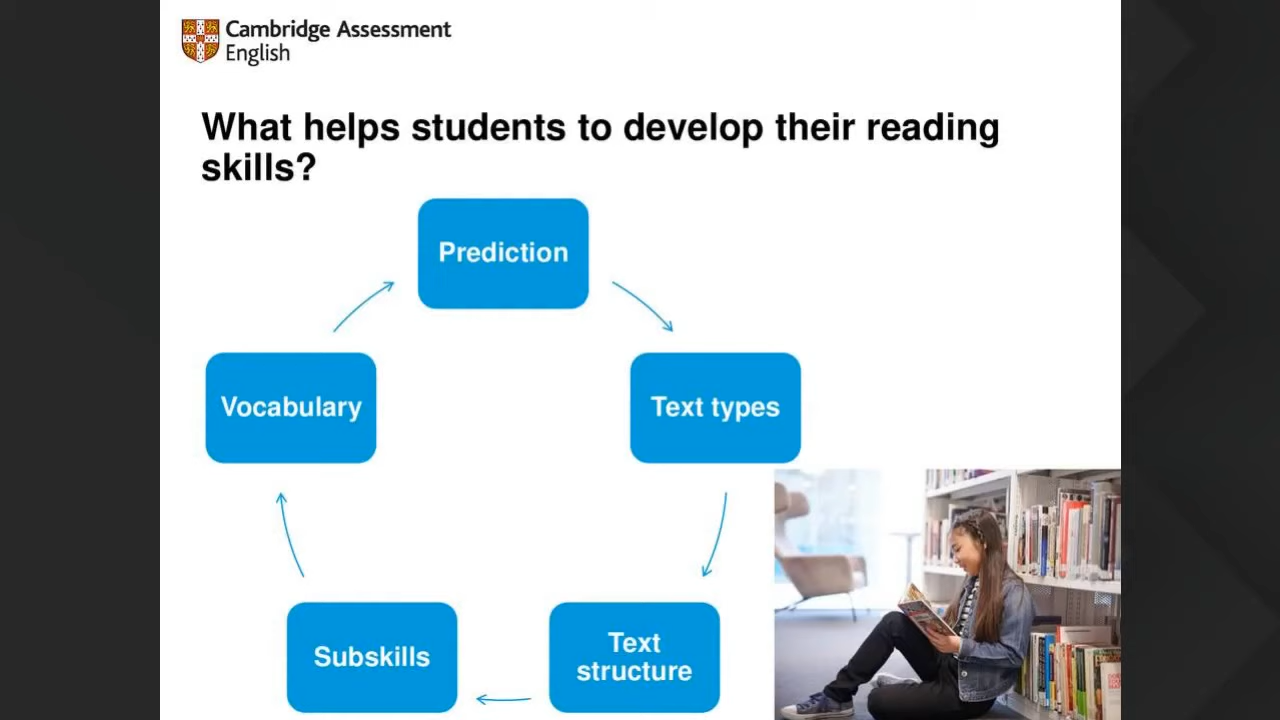 Cambridge Assessment
English
What helps students to develop their reading
skills?
Prediction
Vocabulary
Text types
Subskills
Text
structure